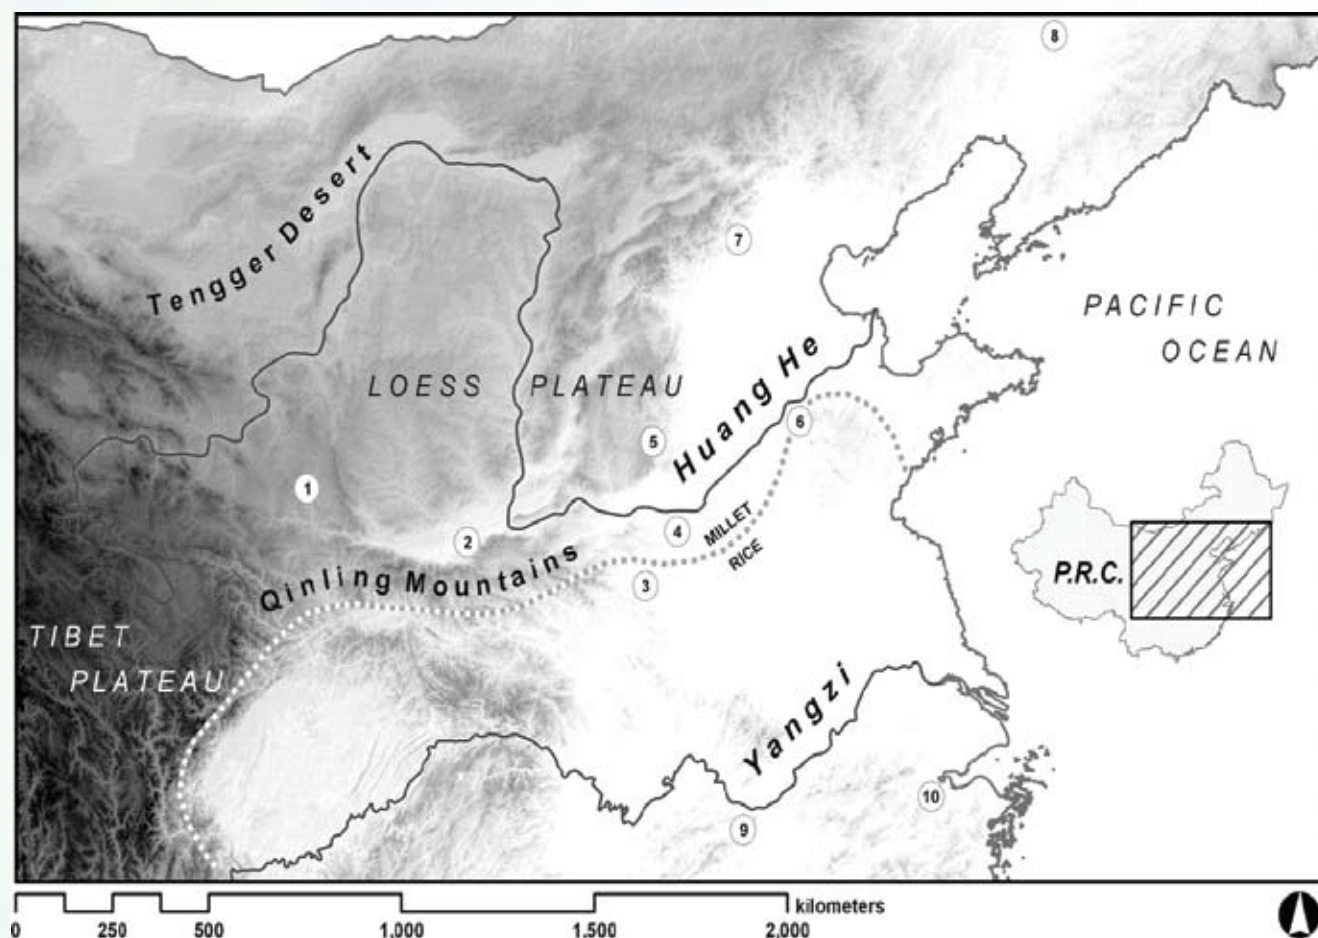 8
Tengger Desert
7
PACIFIC
OCEAN
LOESS PLATEAU
Huang He
6
5
1
2
4
MILLET
RICE
3
Qinling Mountains
P.R.C.
TIBET
PLATEAU
Yangzi
10
9
kilometers
0 250 500 1,000 1,500 2,000